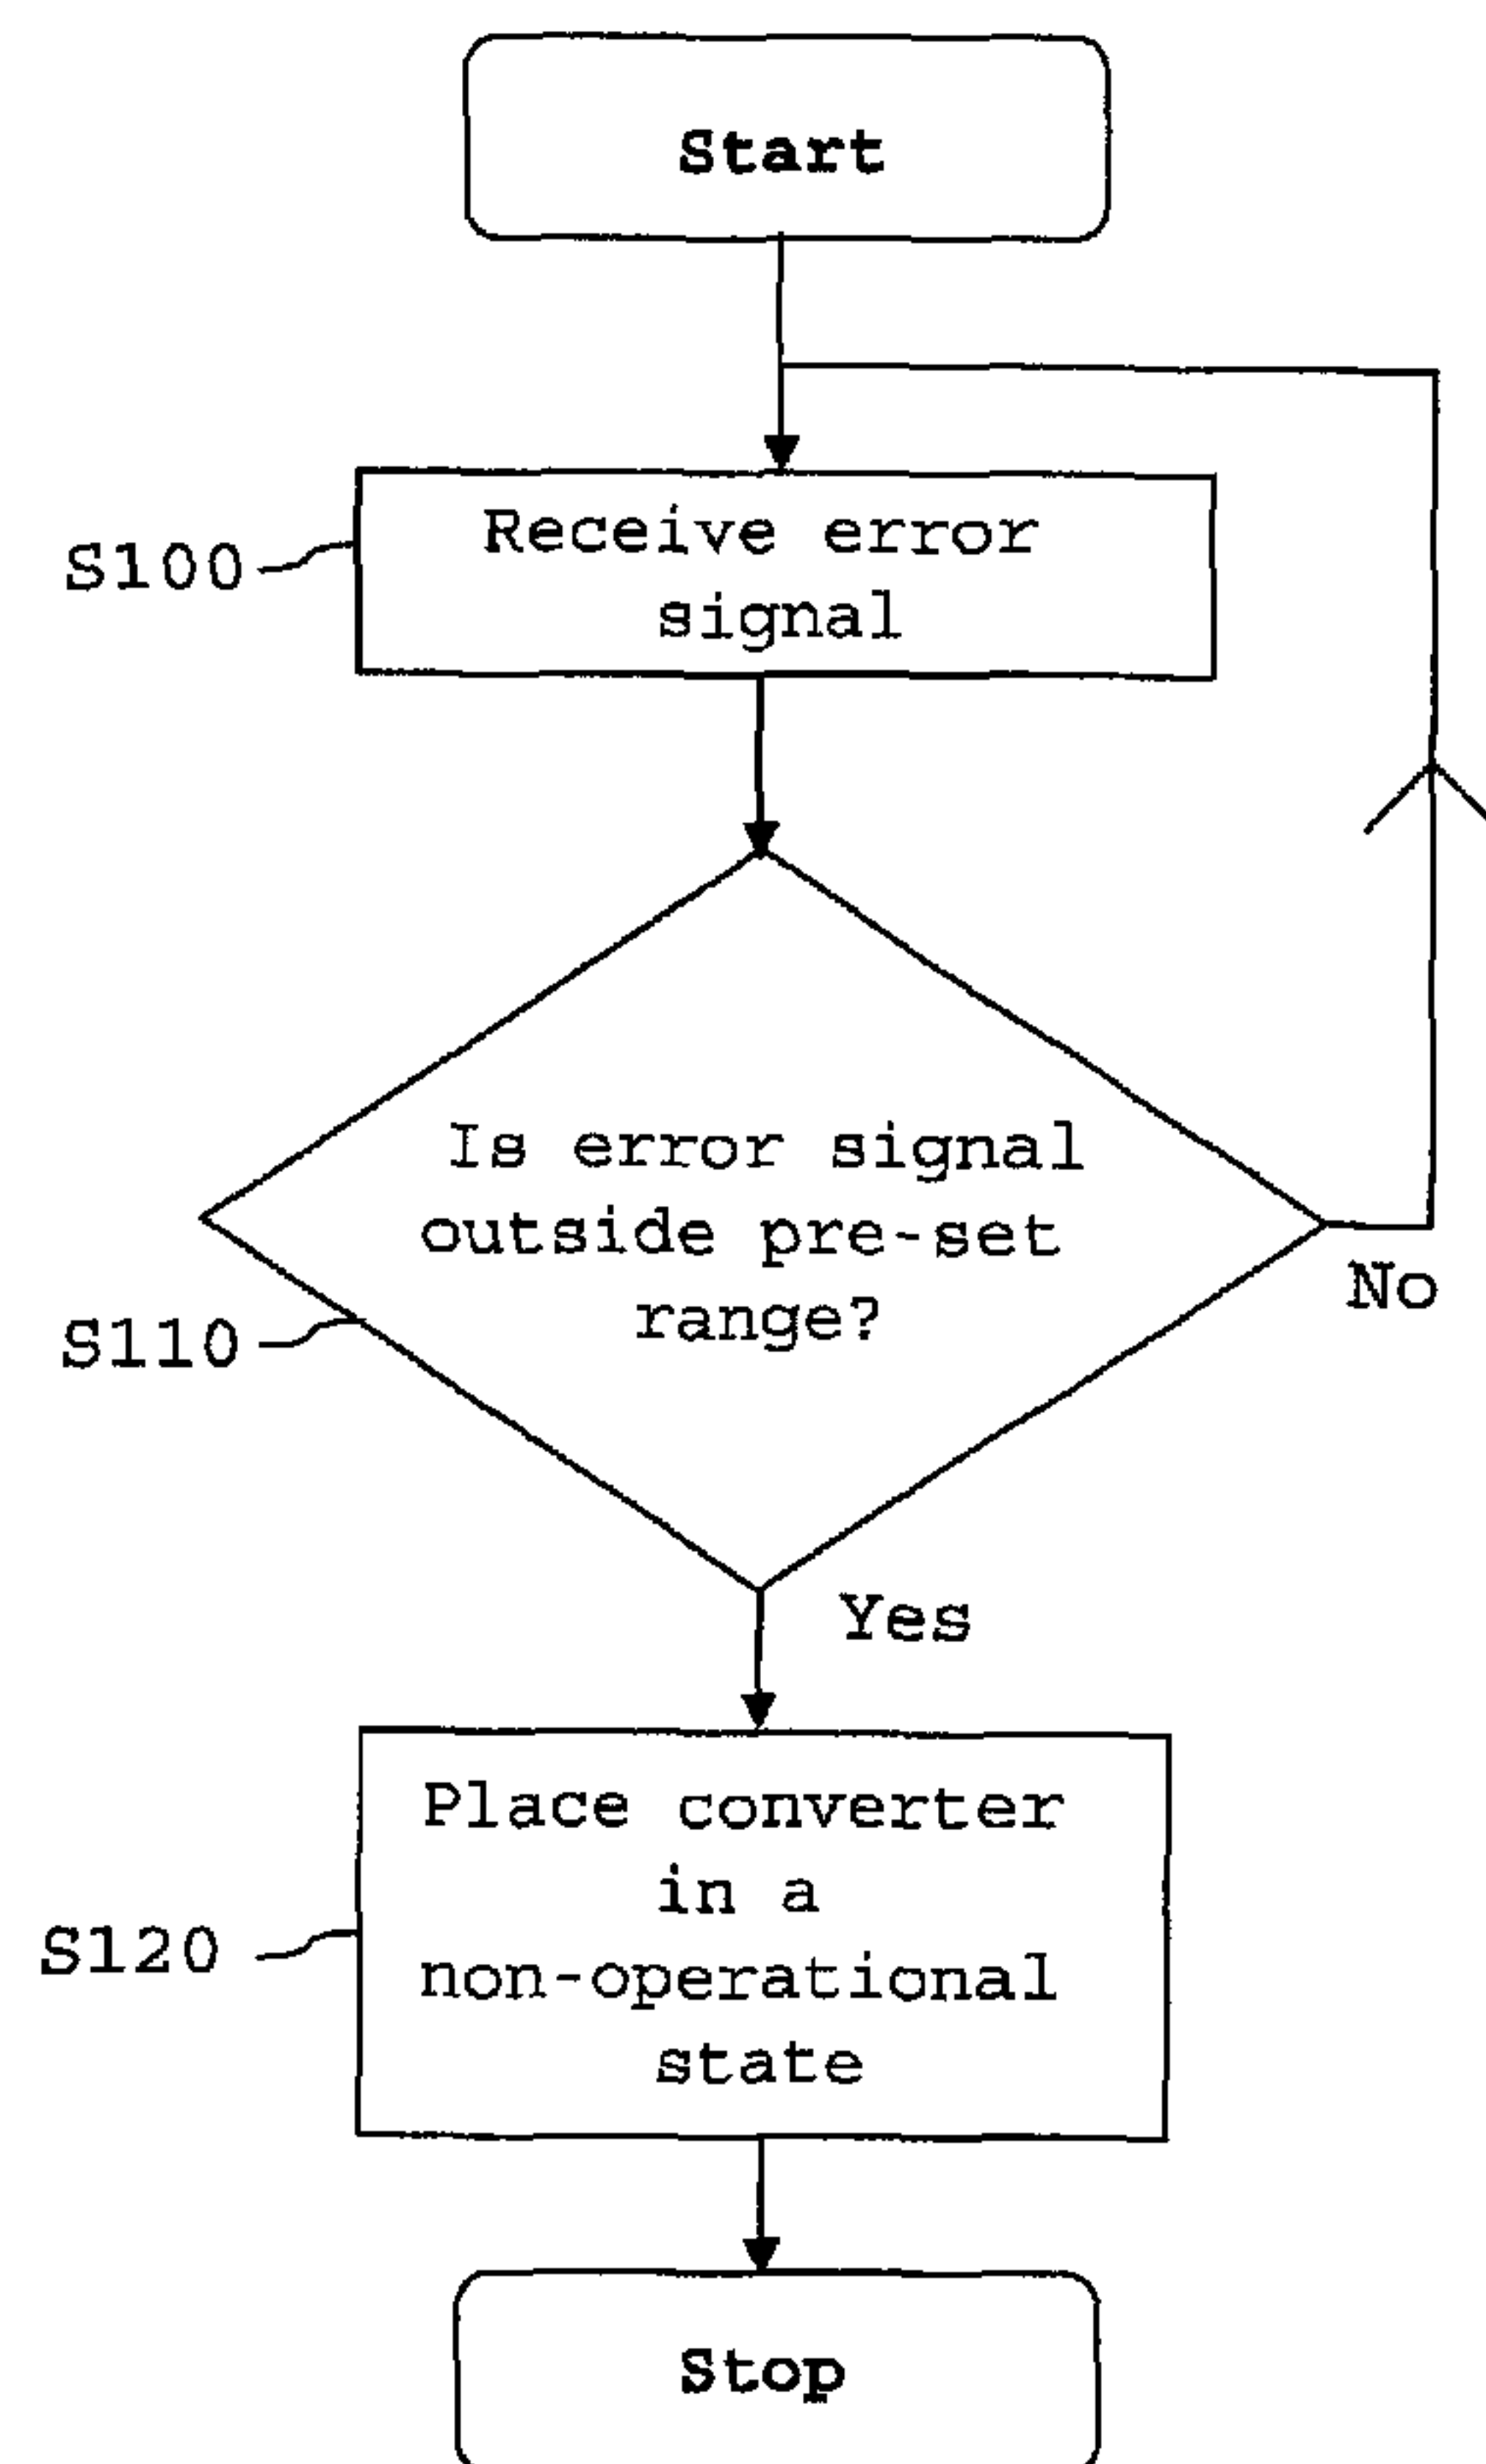 Start
S100
Receive error
signal
Is error signal
outside pre-set
range?
No
S110
Yes
Place converter
in a
non-operational
state
S120
Stop